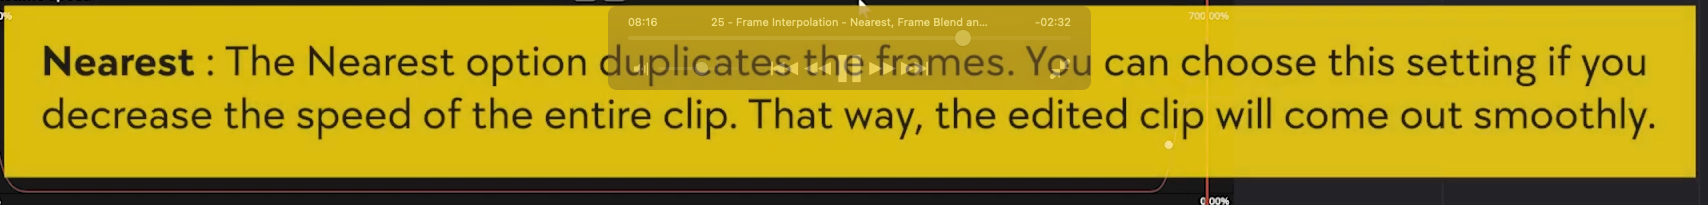 0%
08:16 25 - Frame Interpolation - Nearest, Frame Blend an... -02:32
700.00%
Nearest : The Nearest option duplicates the frames. You can choose this setting if you
decrease the speed of the entire clip. That way, the edited clip will come out smoothly.
0.00%